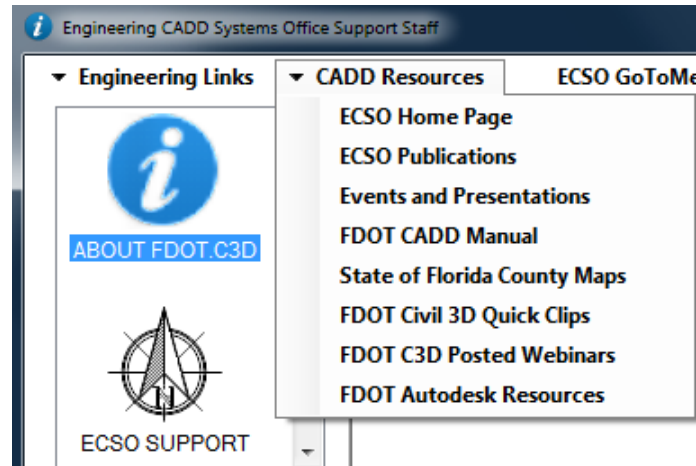 Engineering CADD Systems Office Support Staff
Engineering Links CADD Resources ECSO GoToMe
ECSO Home Page
ECSO Publications
Events and Presentations
FDOT CADD Manual
State of Florida County Maps
FDOT Civil 3D Quick Clips
FDOT C3D Posted Webinars
FDOT Autodesk Resources
ABOUT FDOT.C3D
N
ECSO SUPPORT